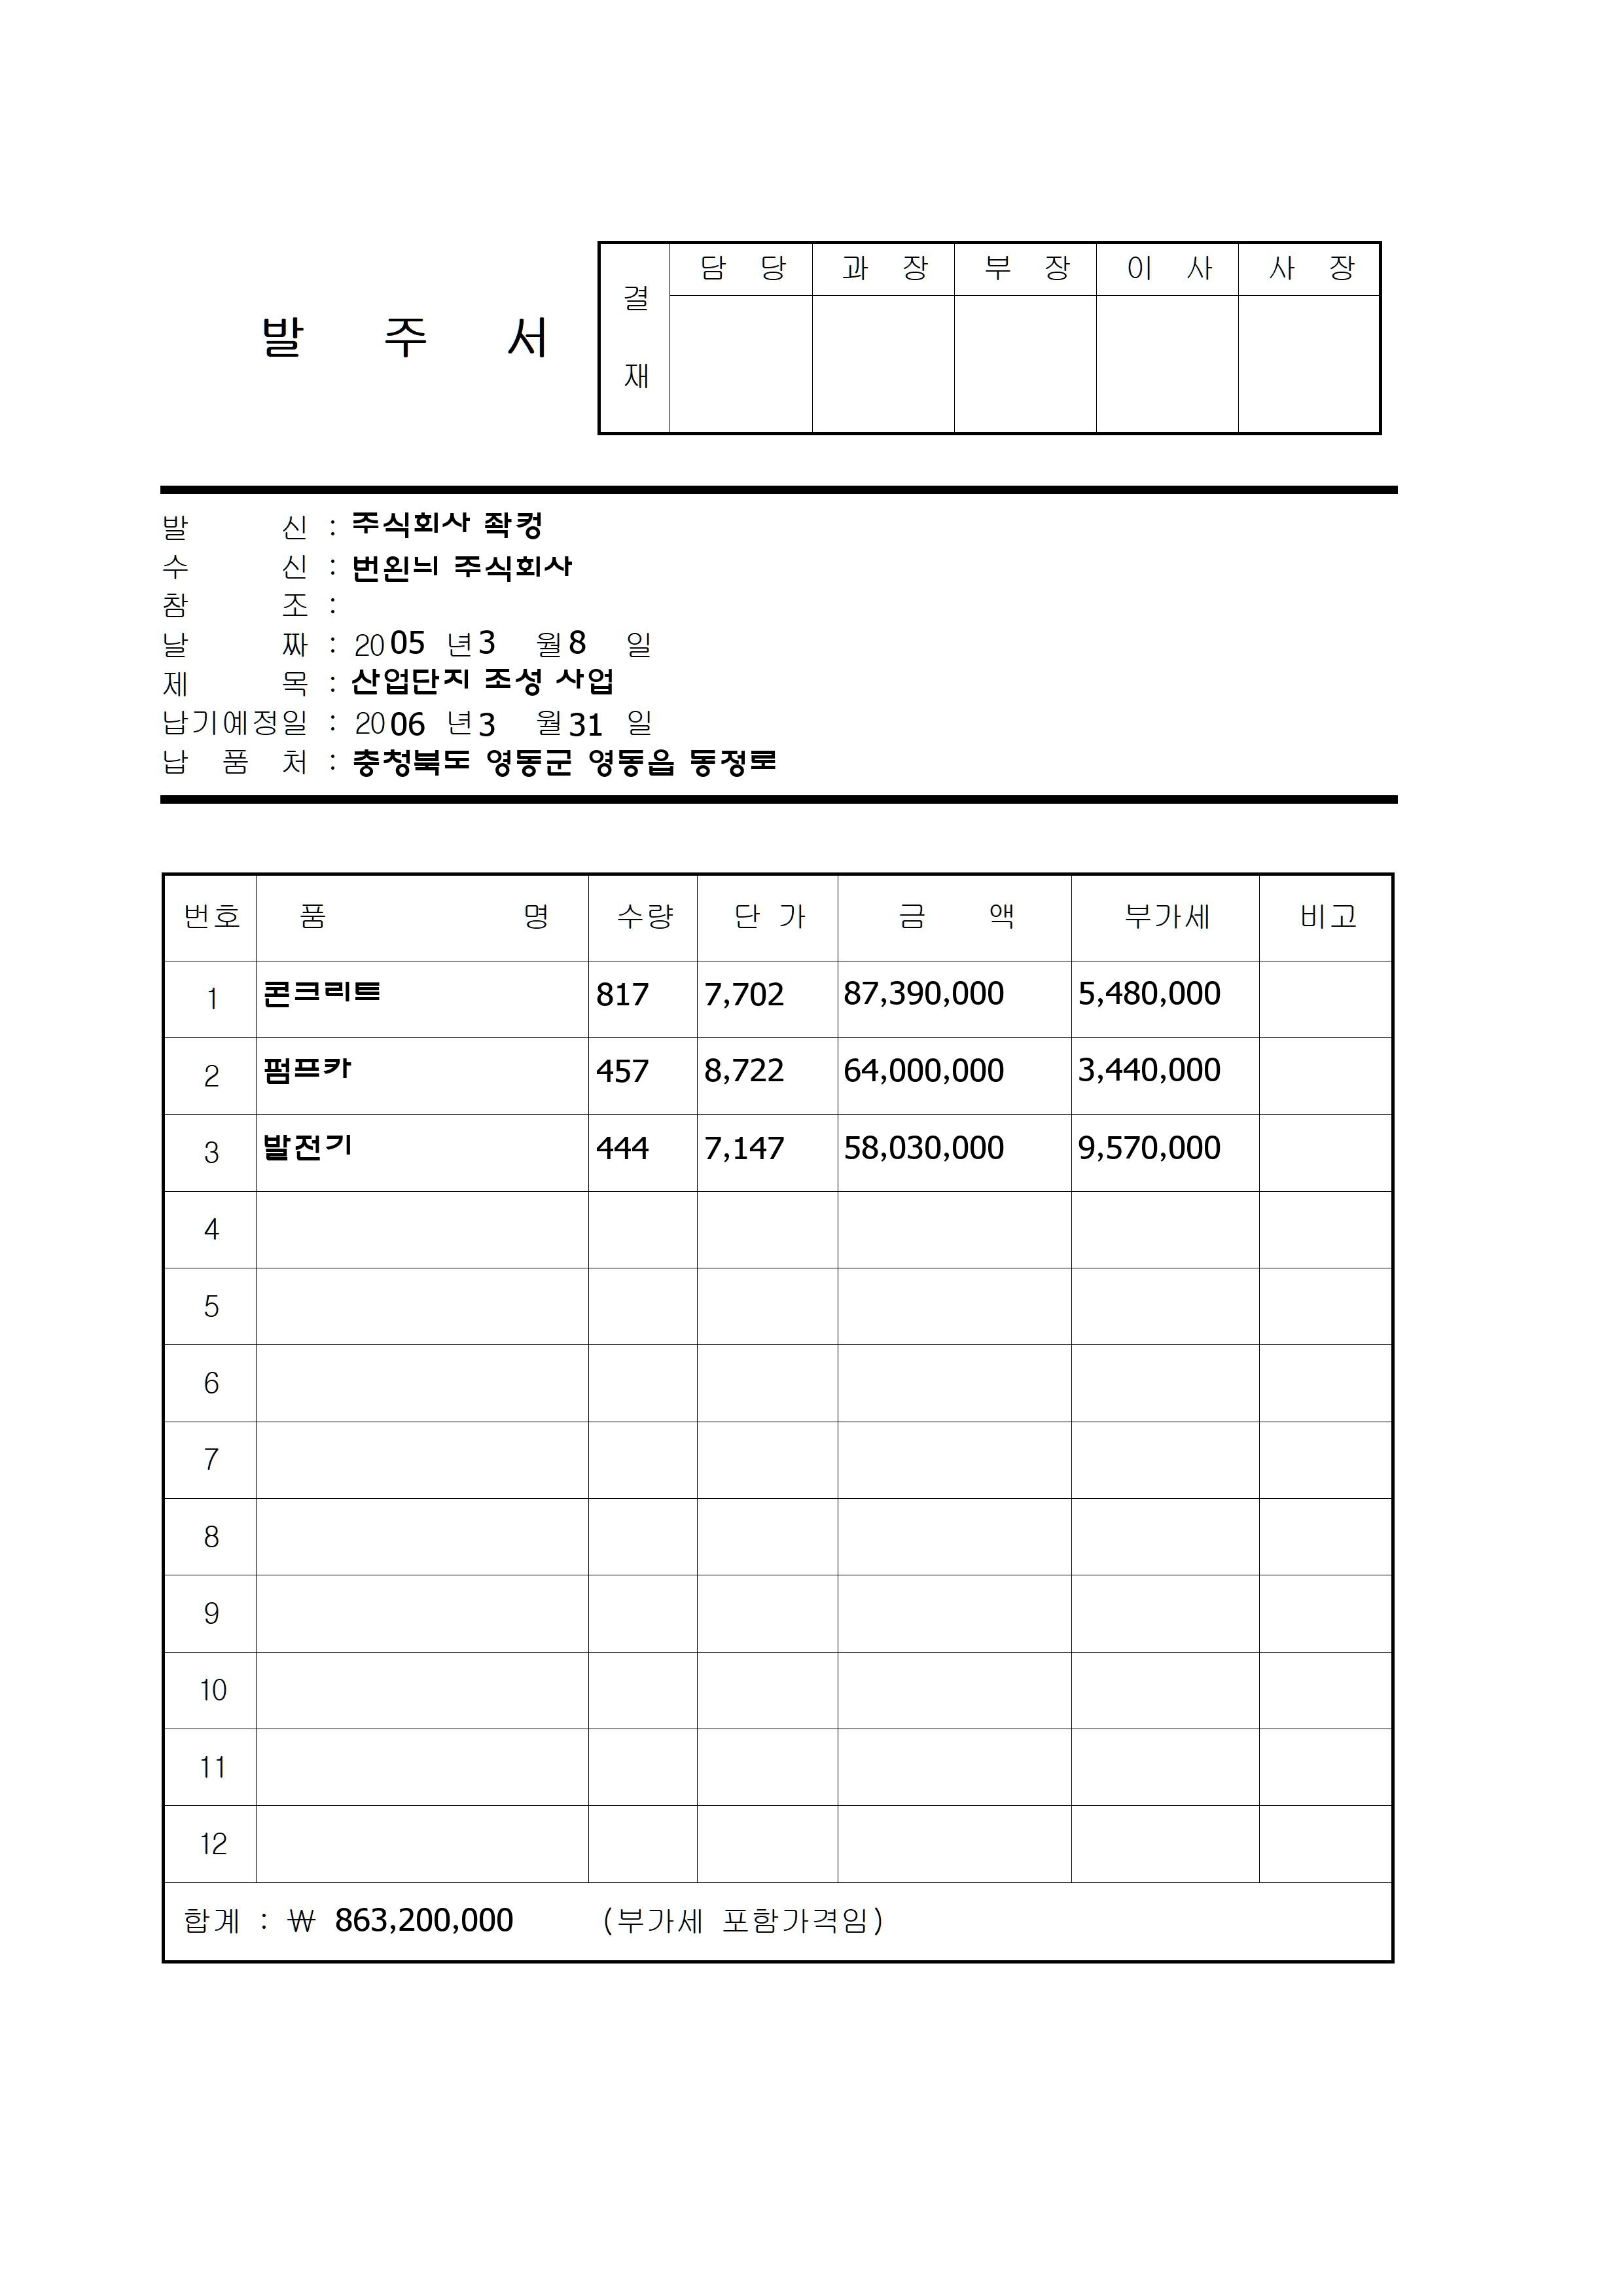 발 주 서
결 재
담 당 과 장 부 장 이 사 사 장
발 신 : 주식회사 좍컹
수 신 : 번왼늬 주식회사
참 조 :
날 짜 : 2005 년 3 월 8 일
제 목 : 산업단지 조성 사업
납기예정일 : 2006 년 3 월 31 일
납 품 처 : 충청북도 영동군 영동읍 동정로
번호 품 명 수량 단 가 금 액 부가세 비고
1 콘크리트 817 7,702 87,390,000 5,480,000
2 펌프카 457 8,722 64,000,000 3,440,000
3 발전기 444 7,147 58,030,000 9,570,000
4
5
6
7
8
9
10
11
12
합계 : ₩ 863,200,000 (부가세 포함가격임)